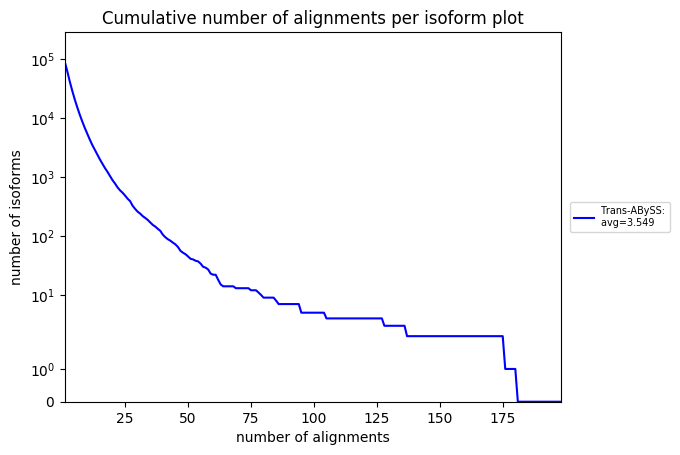 Cumulative number of alignments per isoform plot
number of isoforms
10^5
10^4
10^3
10^2
10^1
10^0
0
25 50 75 100 125 150 175
number of alignments
Trans-ABySS:
avg=3.549